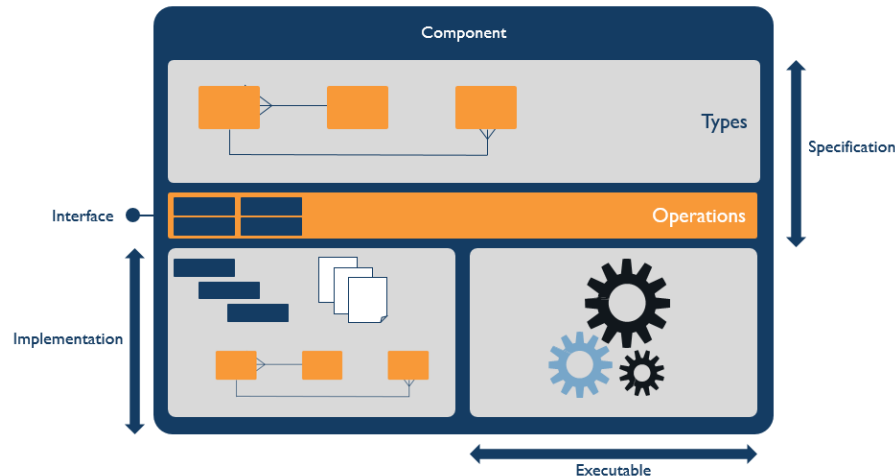 Component
Types
Specification
Interface
Operations
Implementation
Executable